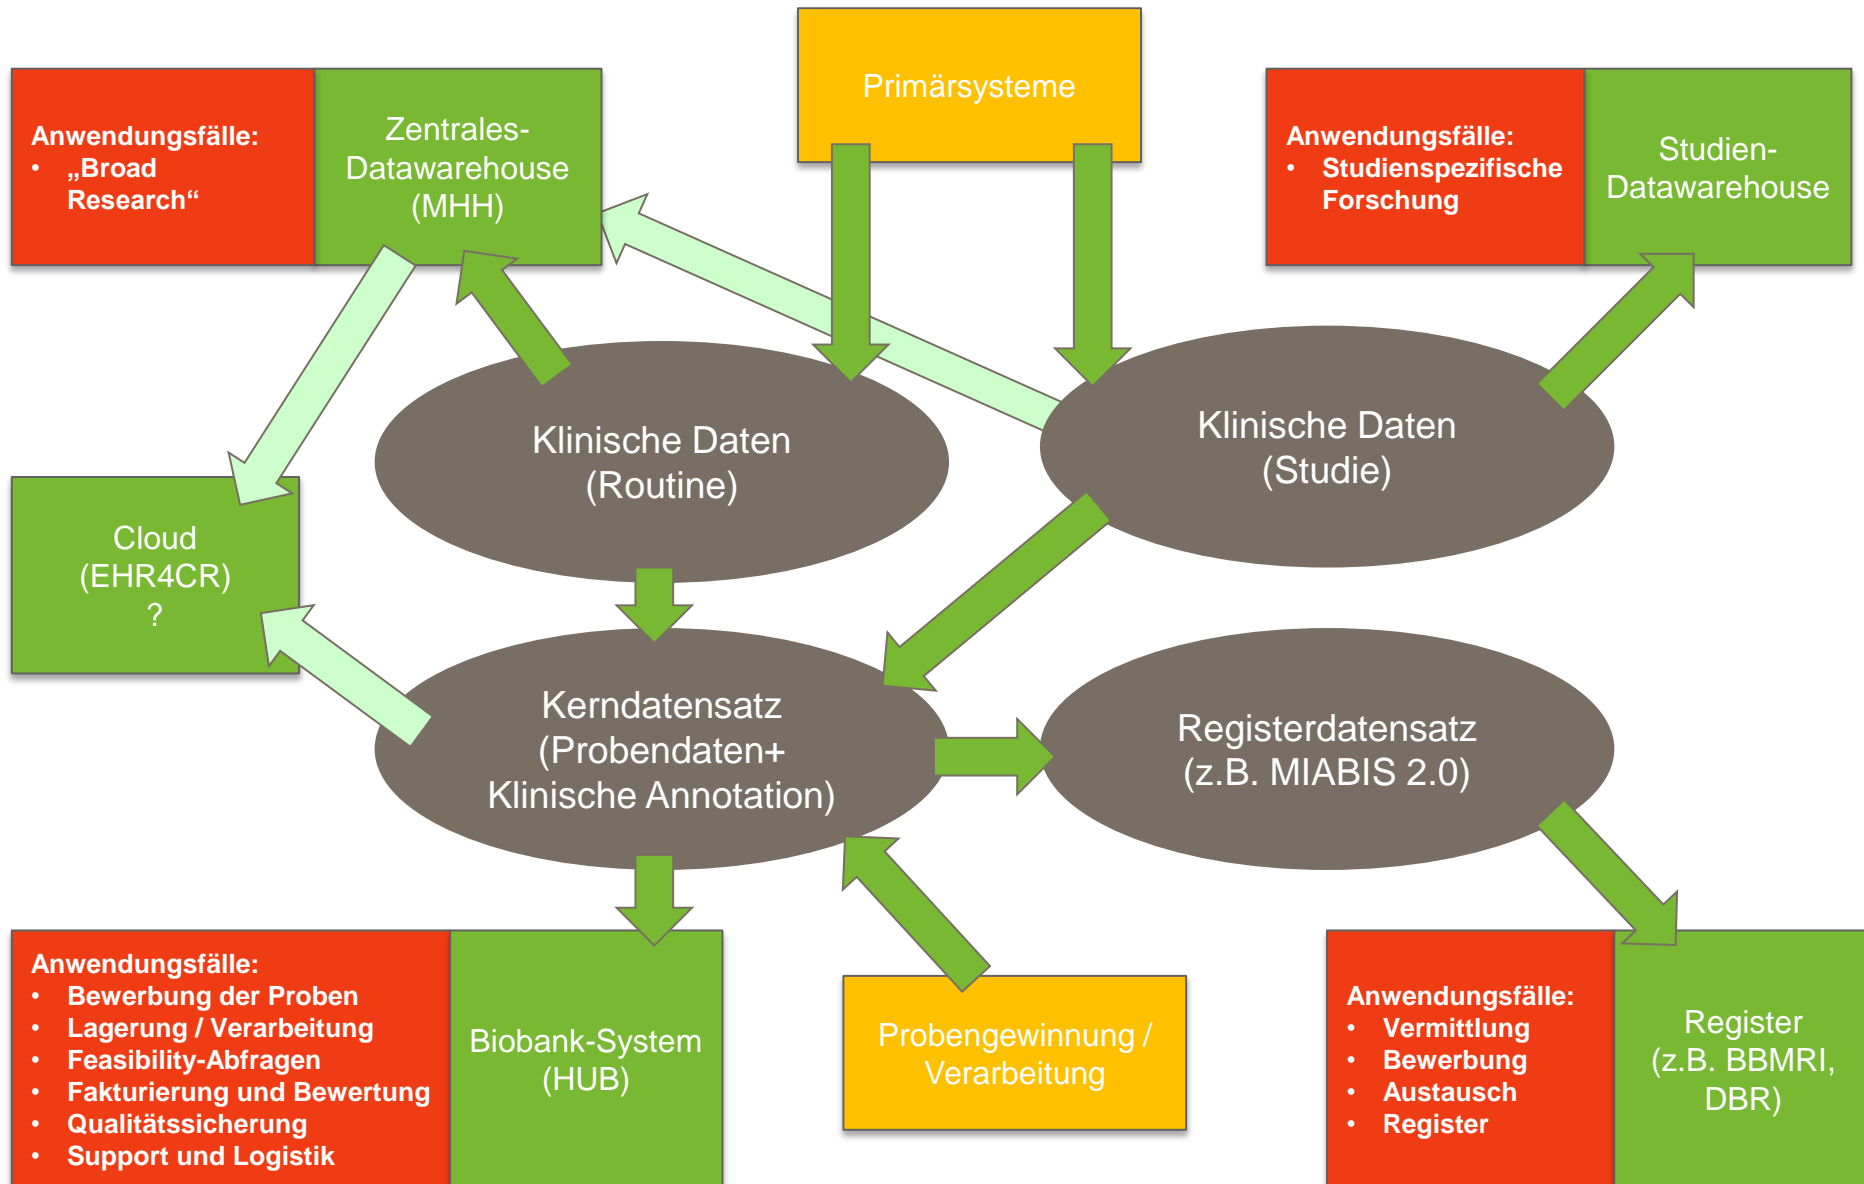 Primärsysteme
Anwendungsfälle:
• „Broad
Research“
Zentrales-
Datawarehouse
(MHH)
Anwendungsfälle:
• Studienspezifische
Forschung
Studien-
Datawarehouse
Klinische Daten
(Routine)
Klinische Daten
(Studie)
Cloud
(EHR4CR)
?
Kerndatensatz
(Probendaten+
Klinische Annotation)
Registerdatensatz
(z.B. MIABIS 2.0)
Anwendungsfälle:
• Bewerbung der Proben
• Lagerung / Verarbeitung
• Feasibility-Abfragen
• Fakturierung und Bewertung
• Qualitätssicherung
• Support und Logistik
Biobank-System
(HUB)
Probengewinnung /
Verarbeitung
Anwendungsfälle:
• Vermittlung
• Bewerbung
• Austausch
• Register
Register
(z.B. BBMRI,
DBR)